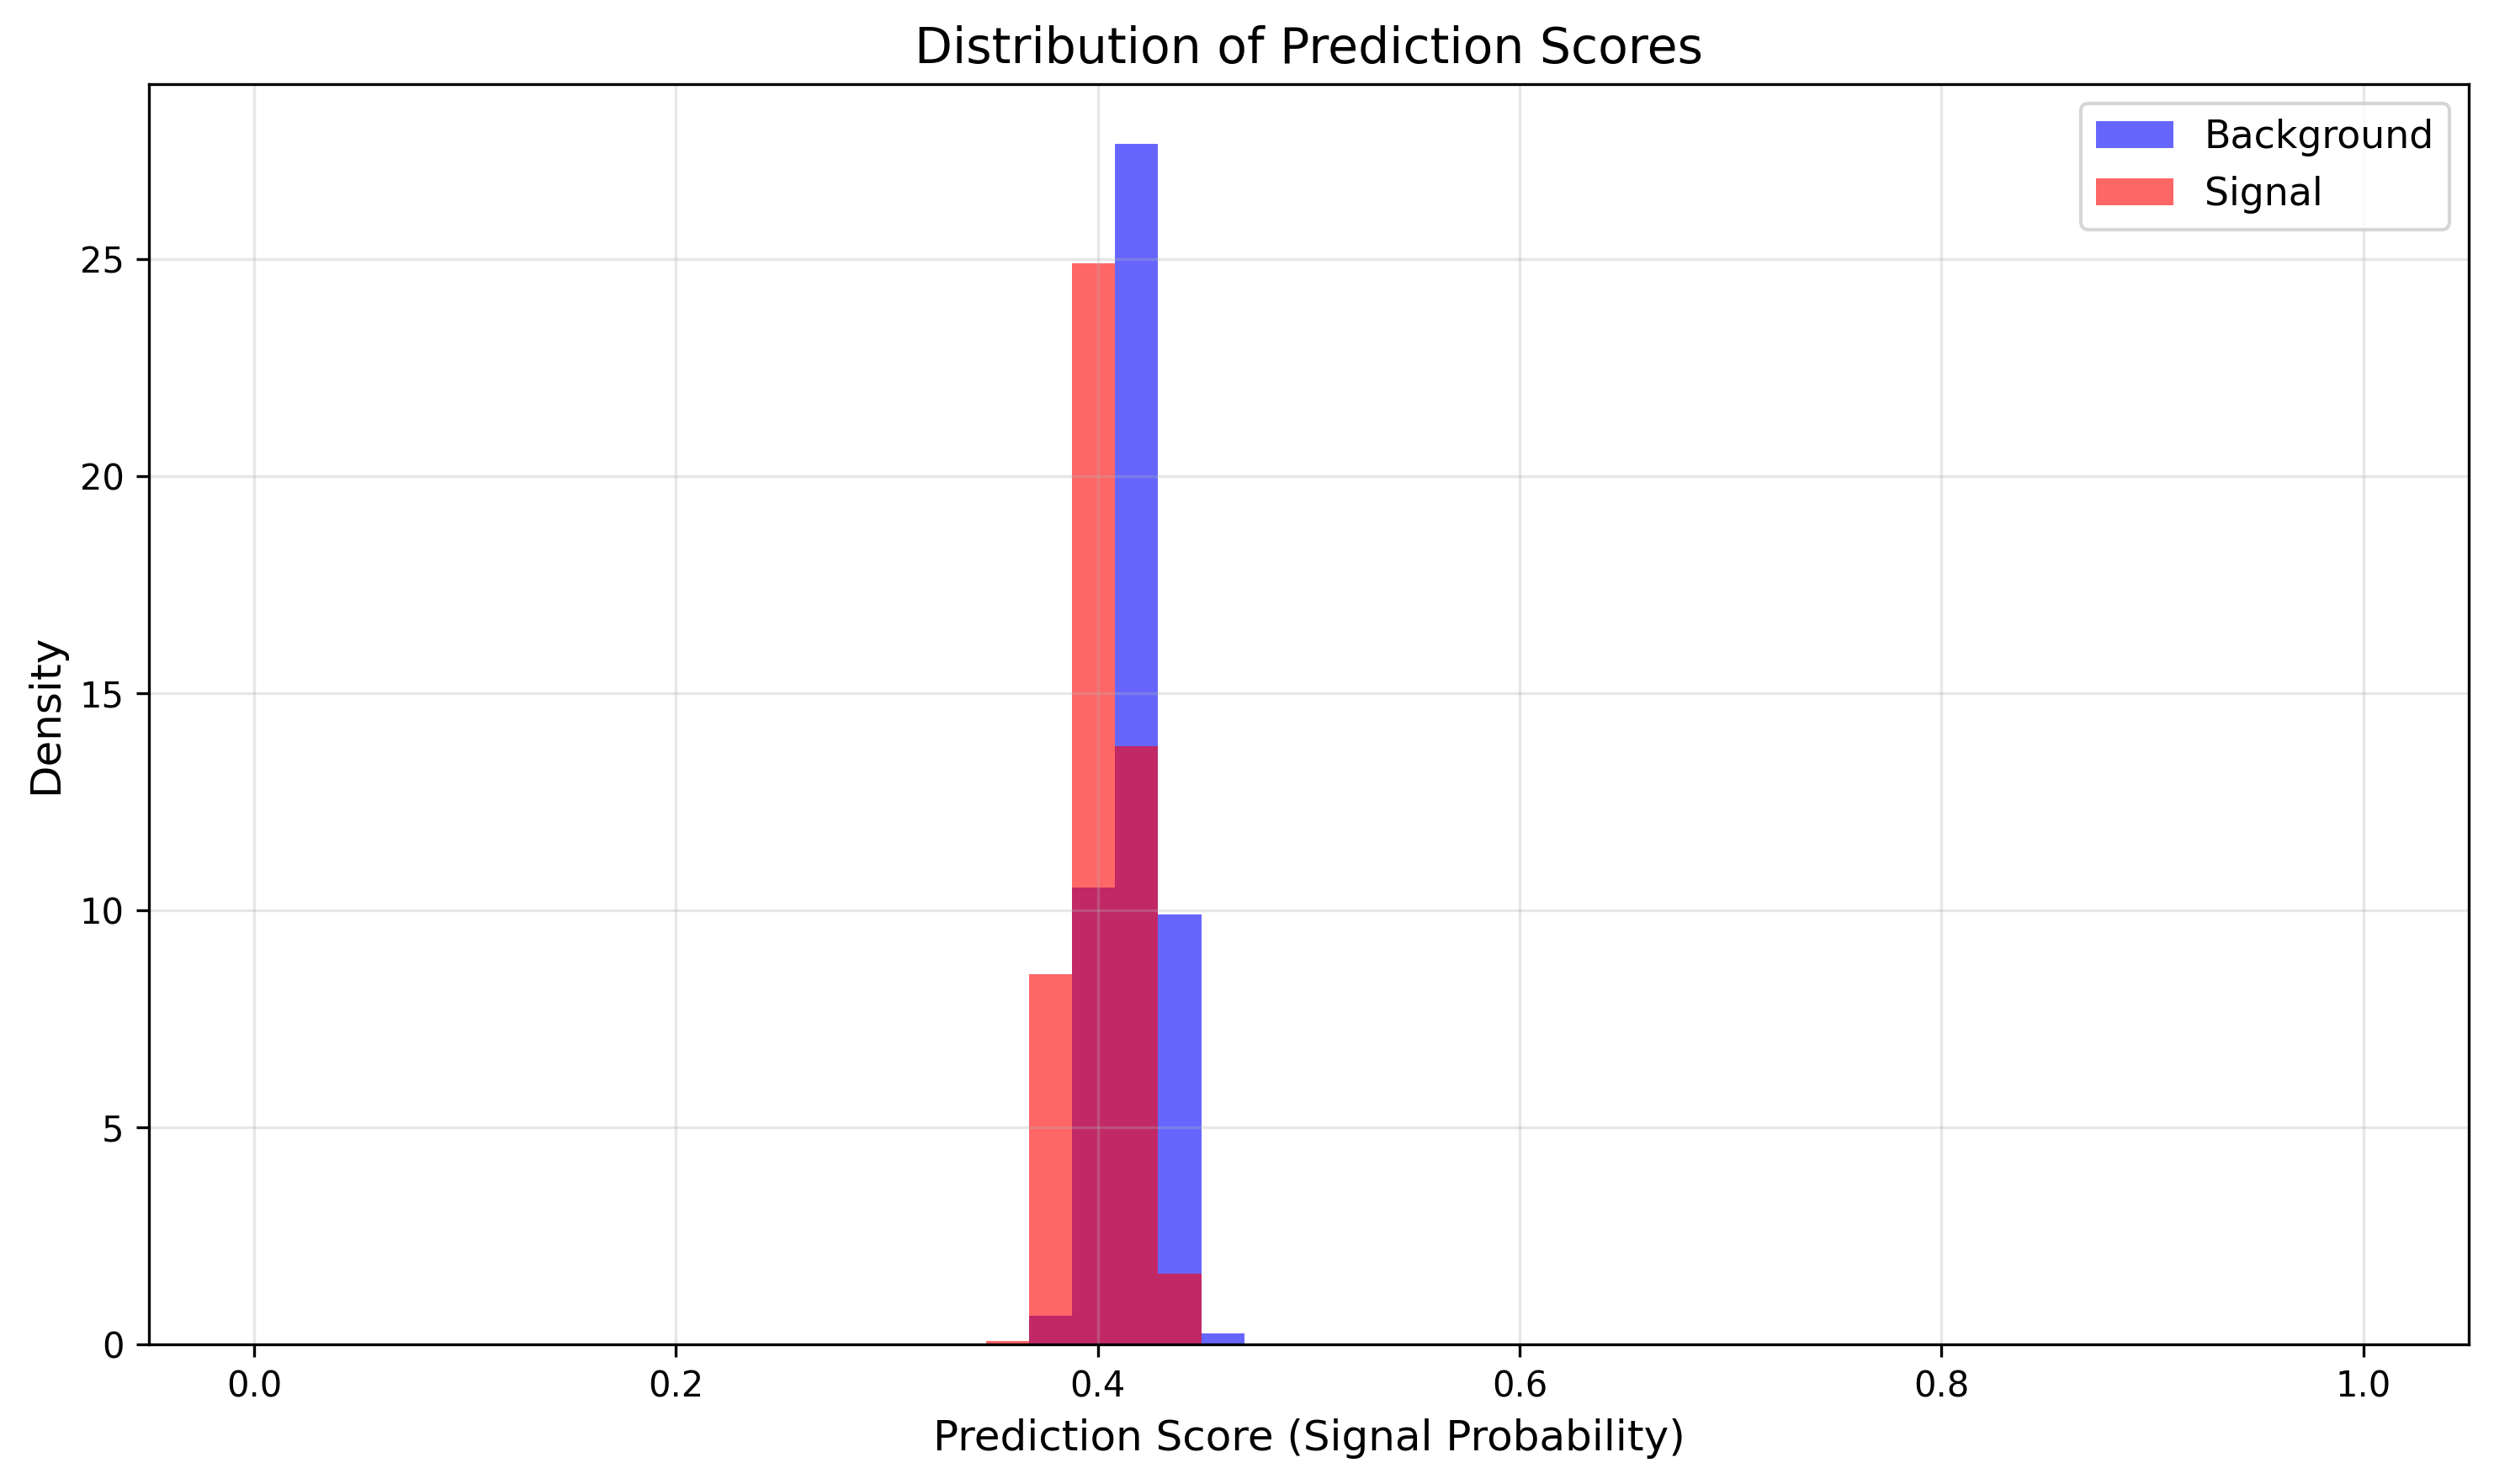 Distribution of Prediction Scores
Background
Signal
Density
25
20
15
10
5
0
0.0 0.2 0.4 0.6 0.8 1.0
Prediction Score (Signal Probability)